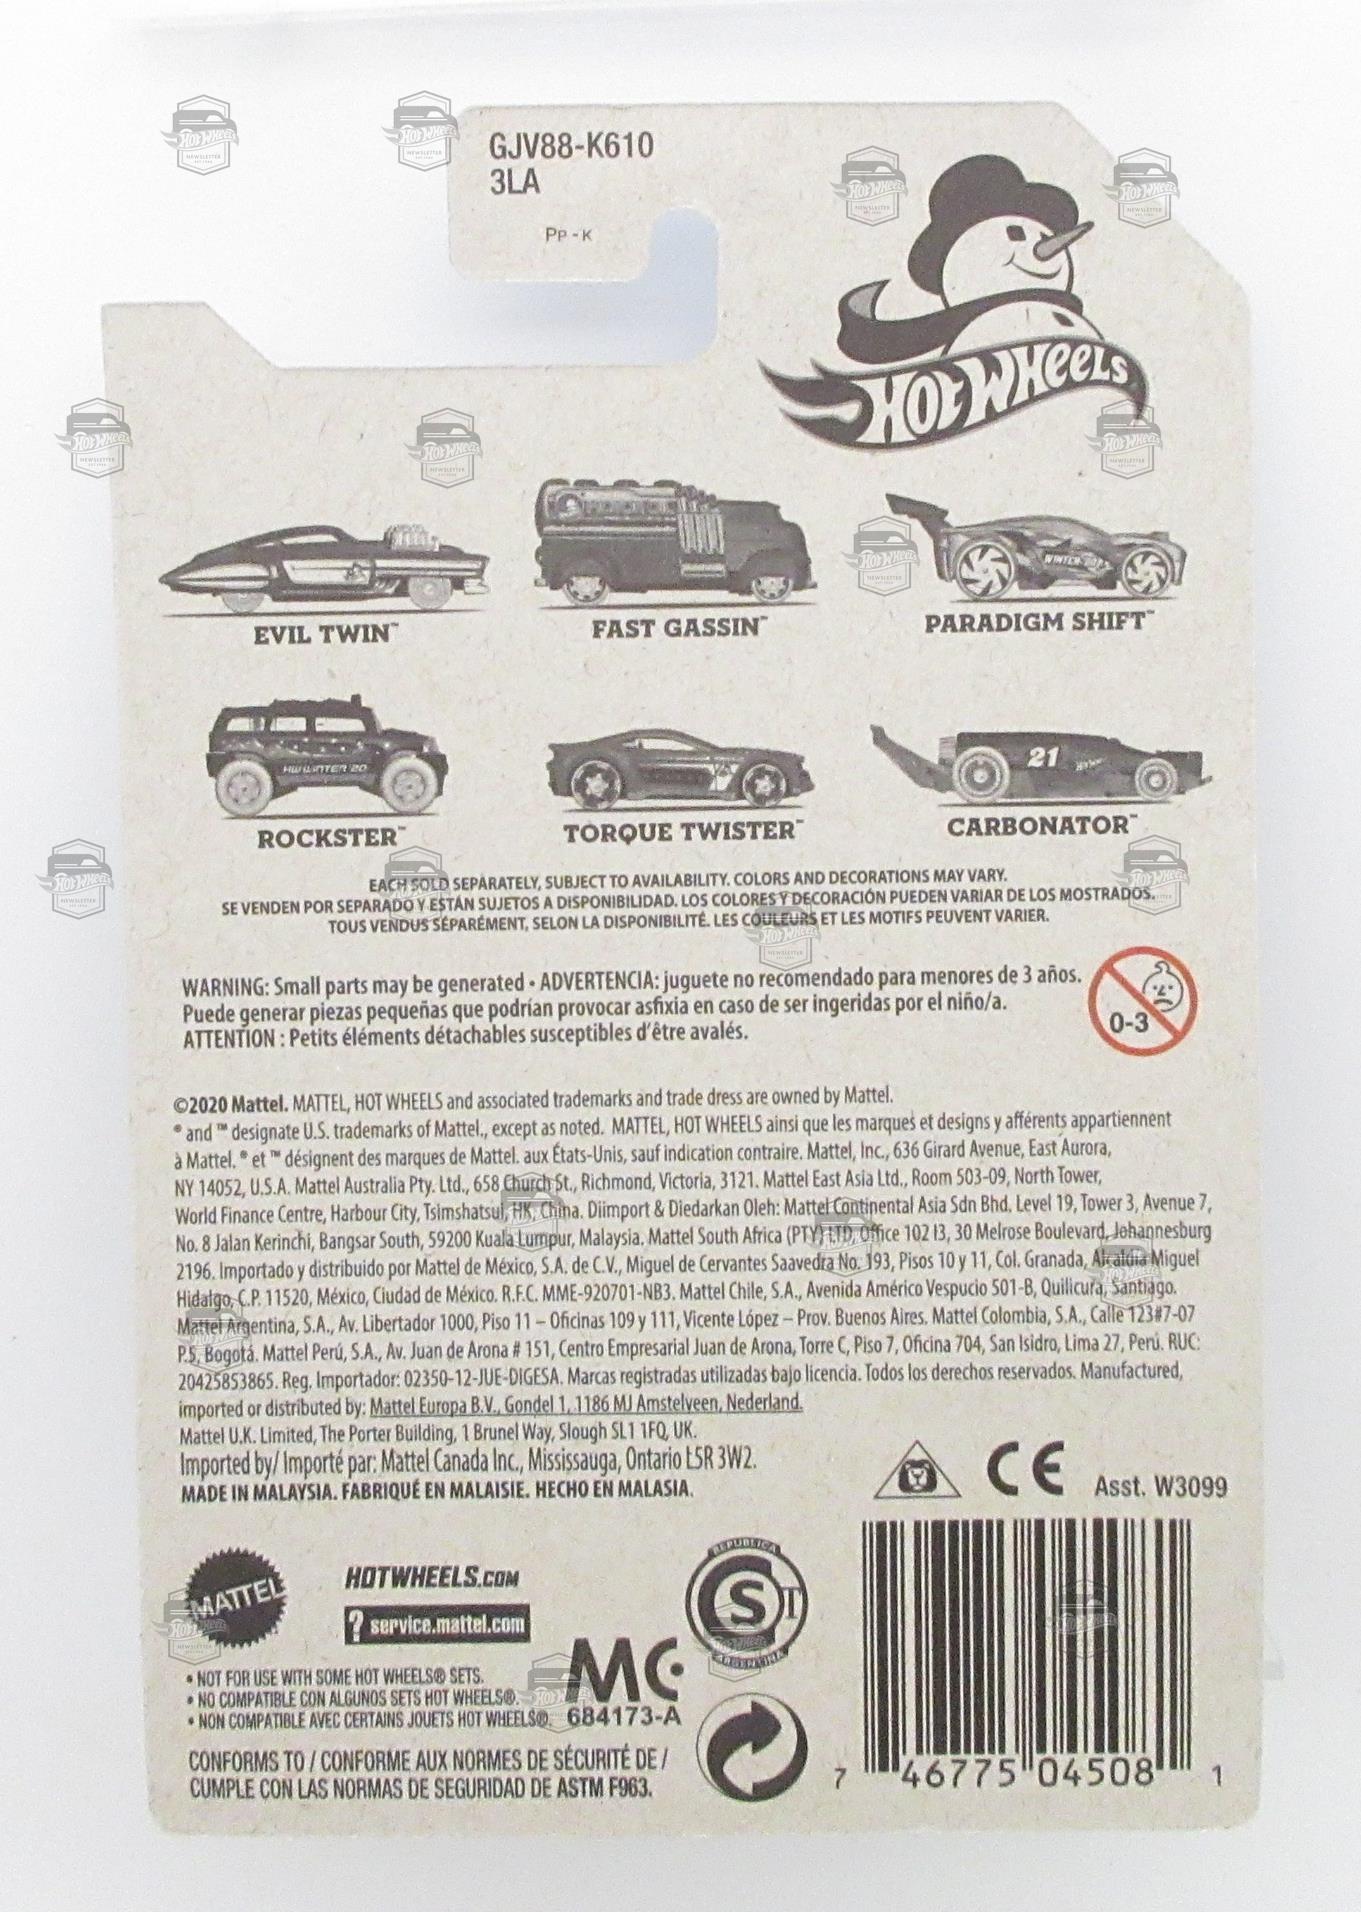 GJV88-K610
3LA
PP - K
HOT WHEELS
WINTER
EVIL TWIN™
FAST GASSIN™
PARADIGM SHIFT™
HW WINTER 20
21
ROCKSTER™
TORQUE TWISTER™
CARBONATOR™
EACH SOLD SEPARATELY, SUBJECT TO AVAILABILITY. COLORS AND DECORATIONS MAY VARY.
SE VENDEN POR SEPARADO Y ESTÁN SUJETOS A DISPONIBILIDAD. LOS COLORES Y DECORACIÓN PUEDEN VARIAR DE LOS MOSTRADOS.
TOUS VENDUS SÉPARÉMENT, SELON LA DISPONIBILITÉ. LES COULEURS ET LES MOTIFS PEUVENT VARIER.
WARNING: Small parts may be generated • ADVERTENCIA: juguete no recomendado para menores de 3 años.
Puede generar piezas pequeñas que podrían provocar asfixia en caso de ser ingeridas por el niño/a.
ATTENTION : Petits éléments détachables susceptibles d'être avalés.
0-3
©2020 Mattel. MATTEL, HOT WHEELS and associated trademarks and trade dress are owned by Mattel.
® and ™ designate U.S. trademarks of Mattel., except as noted. MATTEL, HOT WHEELS ainsi que les marques et designs y afférents appartiennent
à Mattel. ® et ™ désignent des marques de Mattel. aux États-Unis, sauf indication contraire. Mattel, Inc., 636 Girard Avenue, East Aurora,
NY 14052, U.S.A. Mattel Australia Pty. Ltd., 658 Church St., Richmond, Victoria, 3121. Mattel East Asia Ltd., Room 503-09, North Tower,
World Finance Centre, Harbour City, Tsimshatsui, HK, China. Diimport & Diedarkan Oleh: Mattel Continental Asia Sdn Bhd. Level 19, Tower 3, Avenue 7,
No. 8 Jalan Kerinchi, Bangsar South, 59200 Kuala Lumpur, Malaysia. Mattel South Africa (PTY) LTD, Office 102 I3, 30 Melrose Boulevard, Johannesburg
2196. Importado y distribuido por Mattel de México, S.A. de C.V., Miguel de Cervantes Saavedra No. 193, Pisos 10 y 11, Col. Granada, Alcaldía Miguel
Hidalgo, C.P. 11520, México, Ciudad de México. R.F.C. MME-920701-NB3. Mattel Chile, S.A., Avenida Américo Vespucio 501-B, Quilicura, Santiago.
Mattel Argentina, S.A., Av. Libertador 1000, Piso 11 – Oficinas 109 y 111, Vicente López – Prov. Buenos Aires. Mattel Colombia, S.A., Calle 123#7-07
P.5, Bogotá. Mattel Perú, S.A., Av. Juan de Arona # 151, Centro Empresarial Juan de Arona, Torre C, Piso 7, Oficina 704, San Isidro, Lima 27, Perú. RUC:
20425853865. Reg. Importador: 02350-12-JUE-DIGESA. Marcas registradas utilizadas bajo licencia. Todos los derechos reservados. Manufactured,
imported or distributed by: Mattel Europa B.V., Gondel 1, 1186 MJ Amstelveen, Nederland.
Mattel U.K. Limited, The Porter Building, 1 Brunel Way, Slough SL1 1FQ, UK.
Imported by/ Importé par: Mattel Canada Inc., Mississauga, Ontario L5R 3W2.
MADE IN MALAYSIA. FABRIQUÉ EN MALAISIE. HECHO EN MALASIA.
CE
Asst. W3099
MATTEL
HOTWHEELS.COM
? service.mattel.com
REPUBLICA
S T
ARGENTINA
• NOT FOR USE WITH SOME HOT WHEELS® SETS.
• NO COMPATIBLE CON ALGUNOS SETS HOT WHEELS®.
• NON COMPATIBLE AVEC CERTAINS JOUETS HOT WHEELS®.
MC
684173-A
CONFORMS TO / CONFORME AUX NORMES DE SÉCURITÉ DE /
CUMPLE CON LAS NORMAS DE SEGURIDAD DE ASTM F963.
7 46775 04508 1